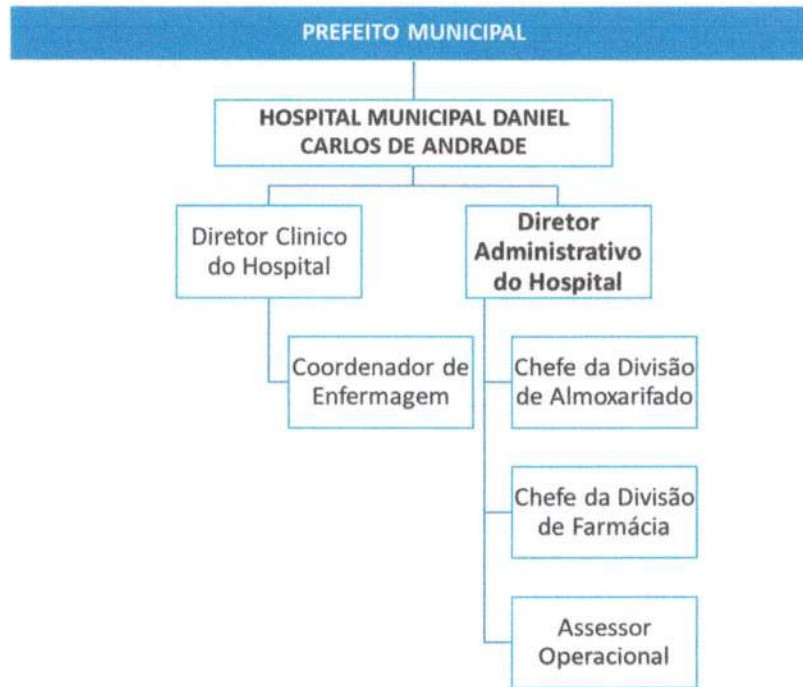 PREFEITO MUNICIPAL
HOSPITAL MUNICIPAL DANIEL
CARLOS DE ANDRADE
Diretor Clinico
do Hospital
Diretor
Administrativo
do Hospital
Coordenador de
Enfermagem
Chefe da Divisão
de Almoxarifado
Chefe da Divisão
de Farmácia
Assessor
Operacional